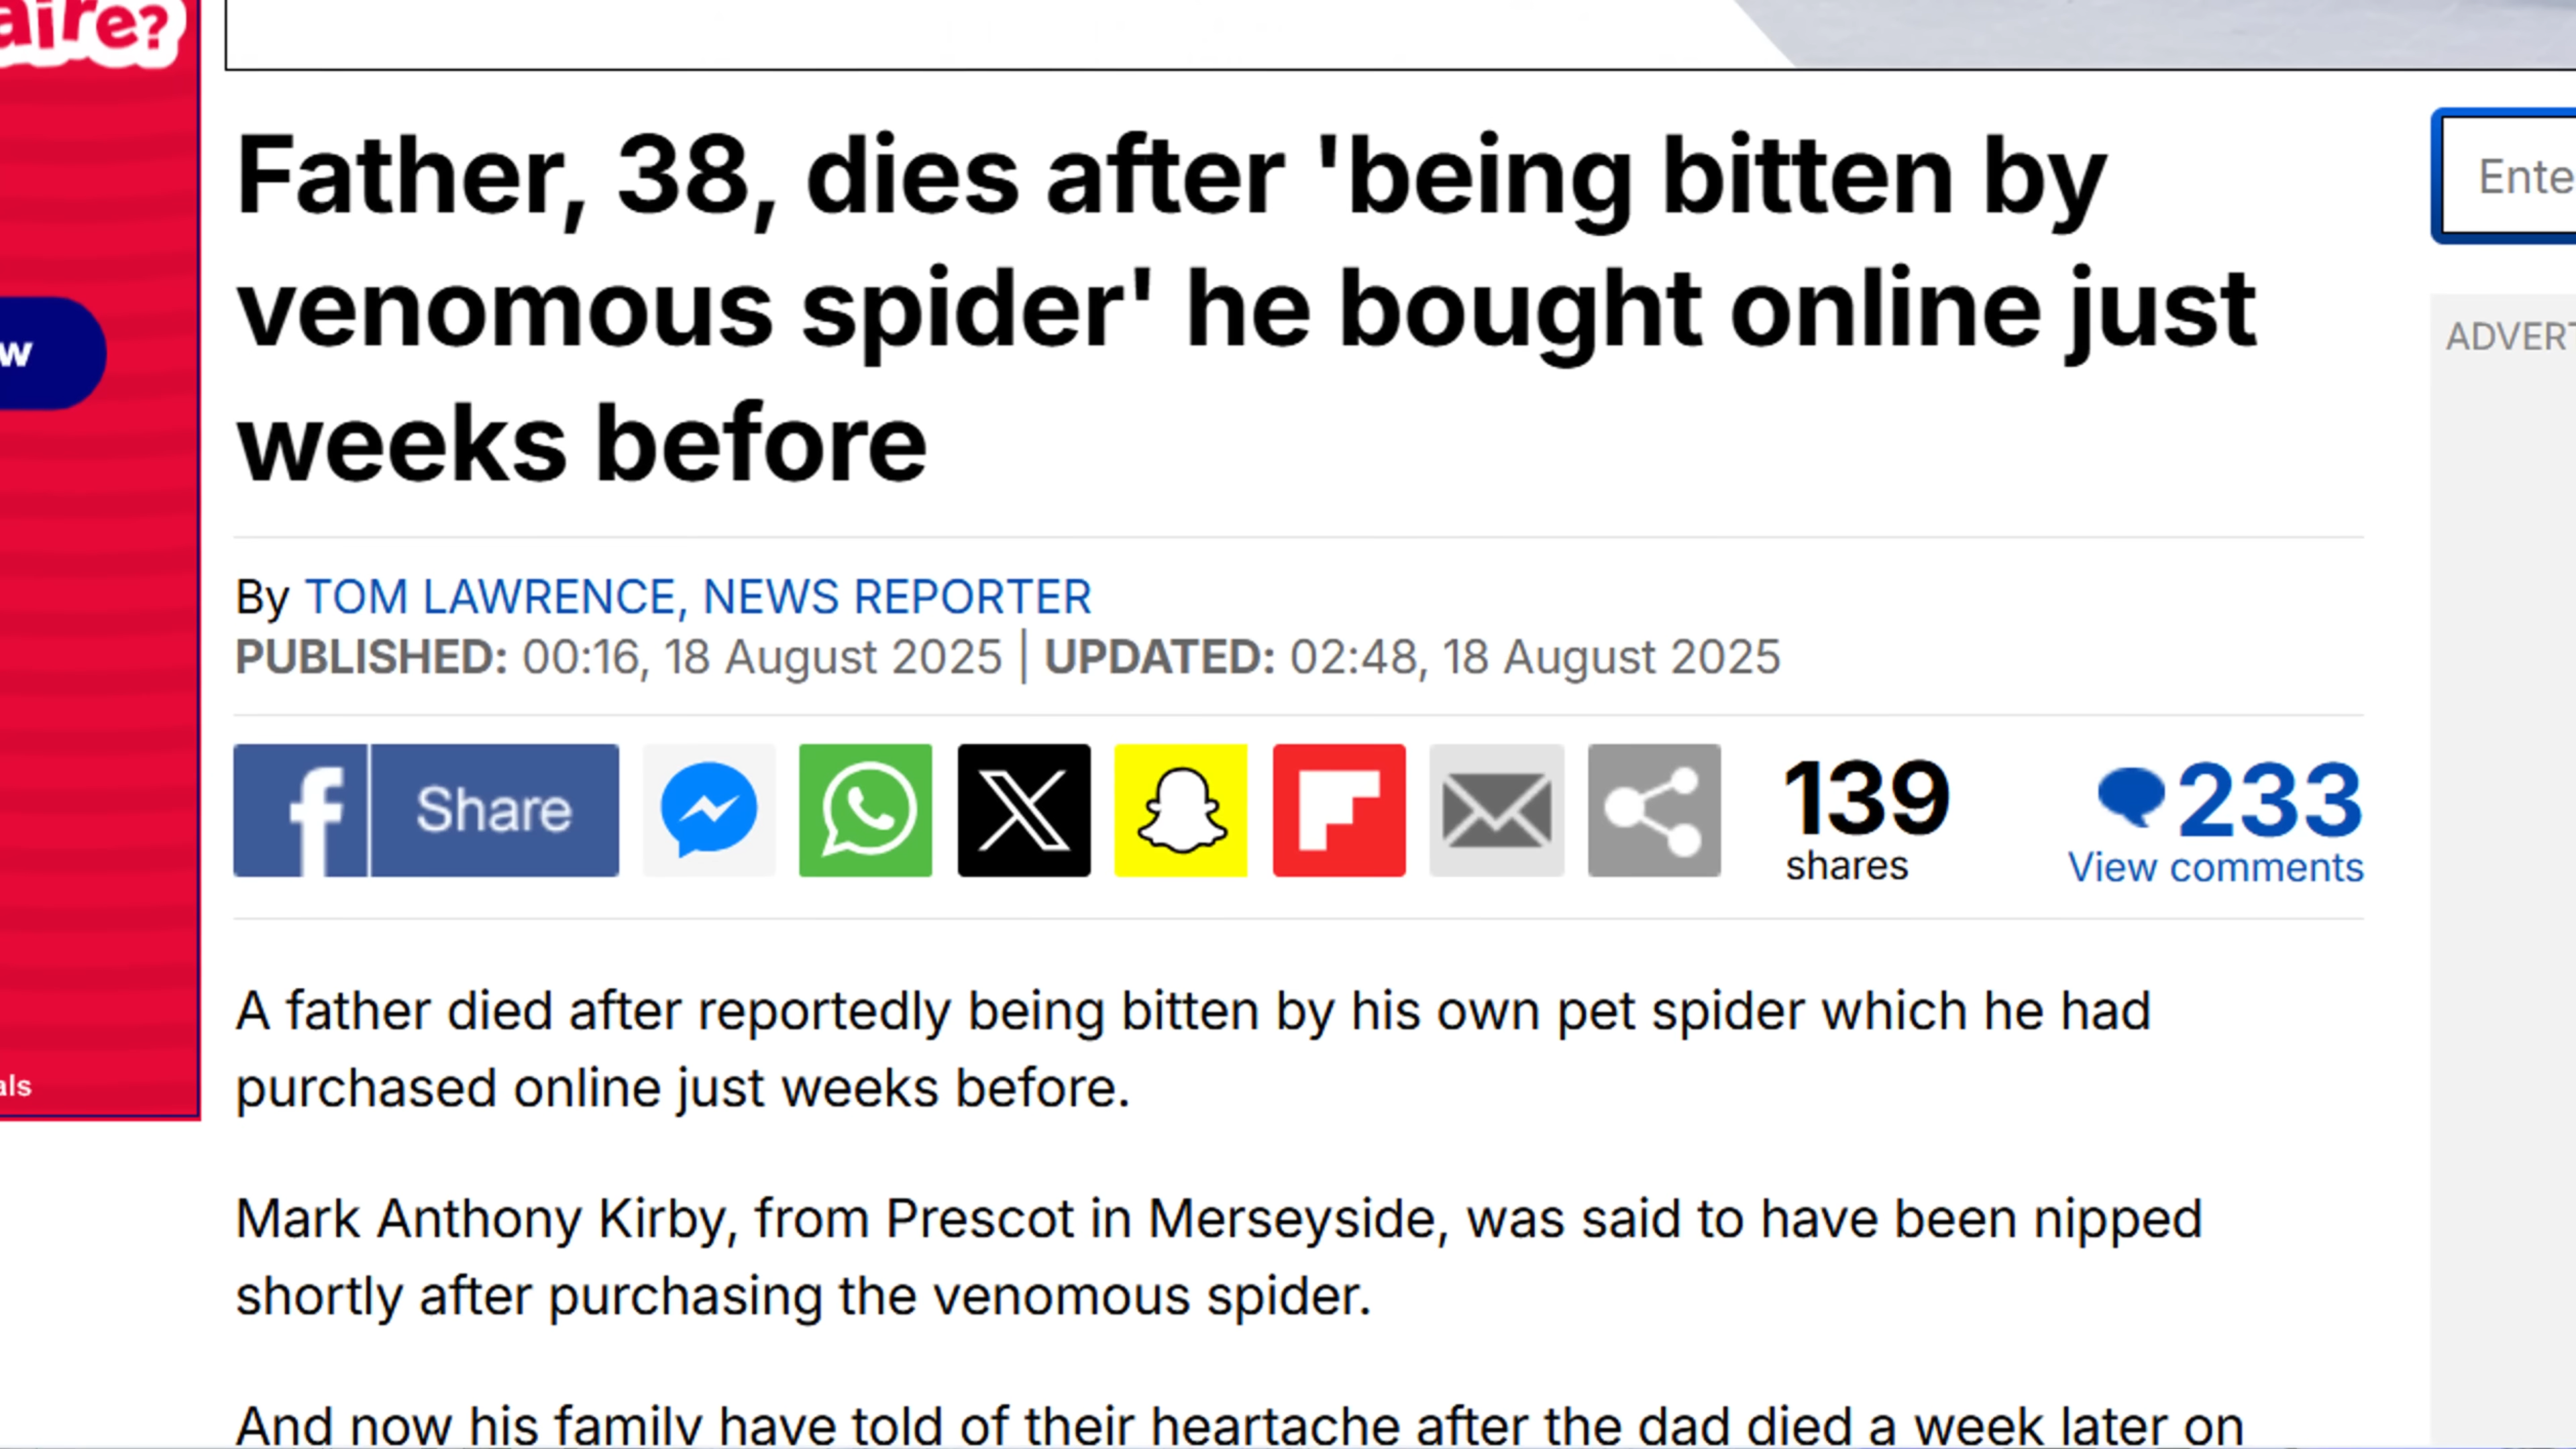 aire?
w
als
Father, 38, dies after 'being bitten by
venomous spider' he bought online just
weeks before
By TOM LAWRENCE, NEWS REPORTER
PUBLISHED: 00:16, 18 August 2025 | UPDATED: 02:48, 18 August 2025
f Share
139
shares
233
View comments
A father died after reportedly being bitten by his own pet spider which he had
purchased online just weeks before.
Mark Anthony Kirby, from Prescot in Merseyside, was said to have been nipped
shortly after purchasing the venomous spider.
And now his family have told of their heartache after the dad died a week later on
Ente
ADVERT